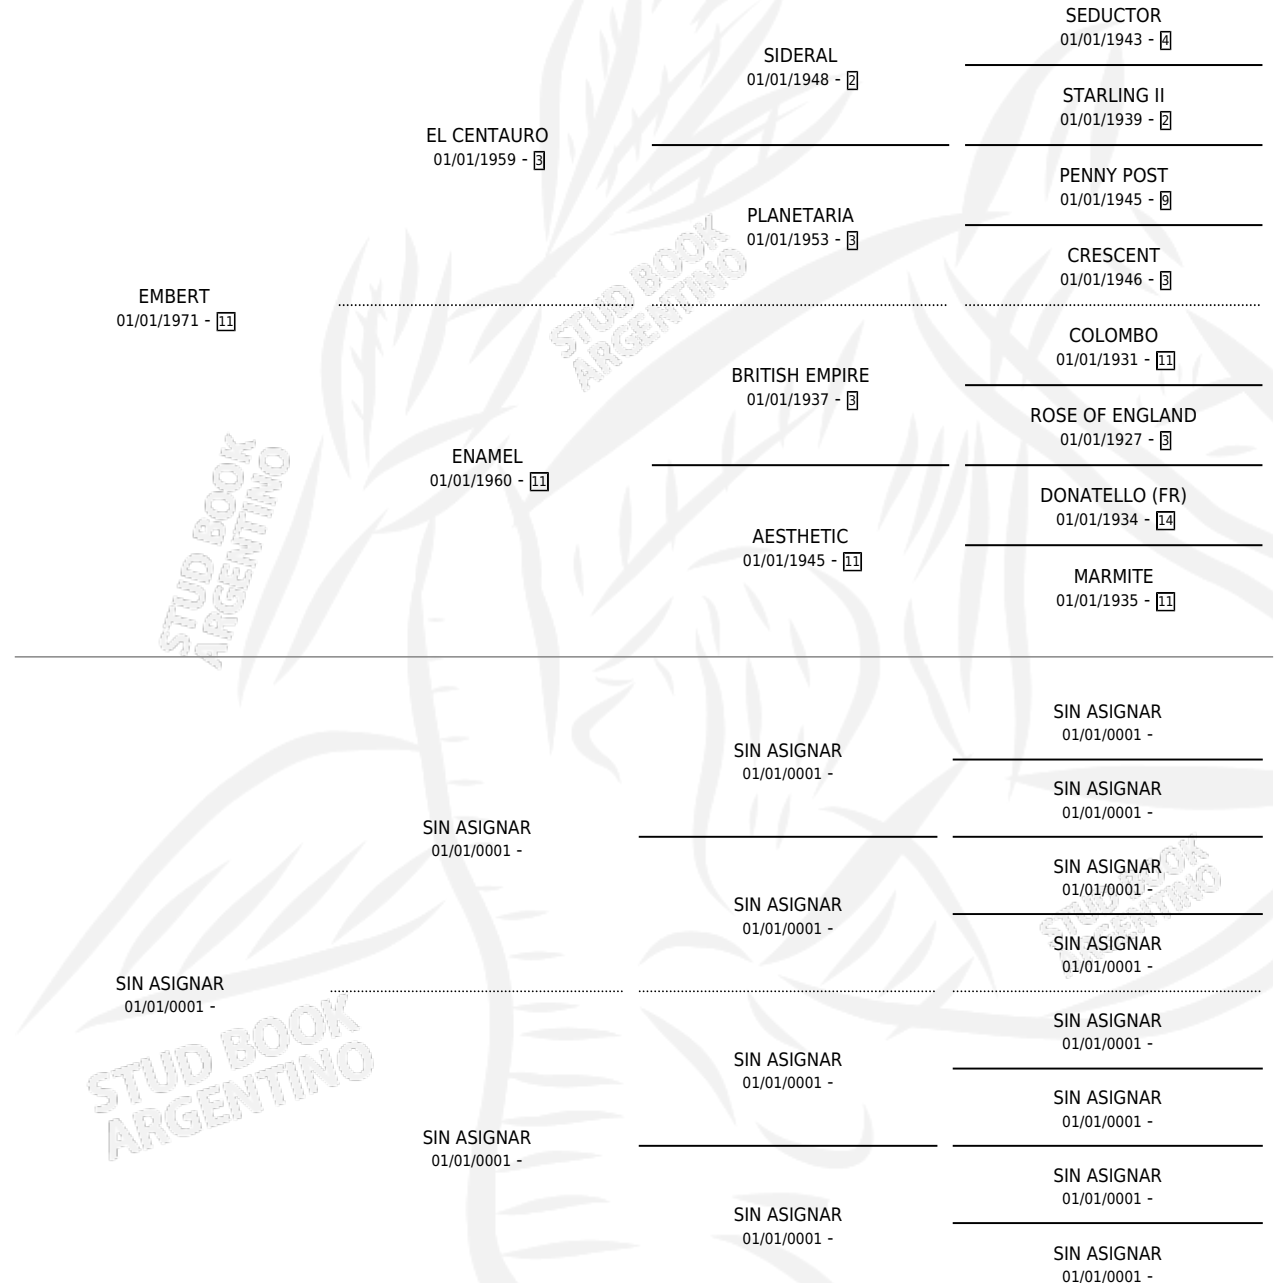 SEDUCTOR
01/01/1943 - 4
SIDERAL
01/01/1948 - 2
STARLING II
01/01/1939 - 2
EL CENTAURO
01/01/1959 - 3
PENNY POST
01/01/1945 - 9
PLANETARIA
01/01/1953 - 3
CRESCENT
01/01/1946 - 3
EMBERT
01/01/1971 - 11
COLOMBO
01/01/1931 - 11
BRITISH EMPIRE
01/01/1937 - 3
ROSE OF ENGLAND
01/01/1927 - 3
ENAMEL
01/01/1960 - 11
DONATELLO (FR)
01/01/1934 - 14
AESTHETIC
01/01/1945 - 11
MARMITE
01/01/1935 - 11
STUD BOOK
ARGENTINO
STUD BOOK
ARGENTINO
SIN ASIGNAR
01/01/0001 -
SIN ASIGNAR
01/01/0001 -
SIN ASIGNAR
01/01/0001 -
SIN ASIGNAR
01/01/0001 -
SIN ASIGNAR
01/01/0001 -
SIN ASIGNAR
01/01/0001 -
SIN ASIGNAR
01/01/0001 -
SIN ASIGNAR
01/01/0001 -
SIN ASIGNAR
01/01/0001 -
SIN ASIGNAR
01/01/0001 -
SIN ASIGNAR
01/01/0001 -
SIN ASIGNAR
01/01/0001 -
SIN ASIGNAR
01/01/0001 -
SIN ASIGNAR
01/01/0001 -
SIN ASIGNAR
01/01/0001 -
STUD BOOK
ARGENTINO
STUD BOOK
ARGENTINO